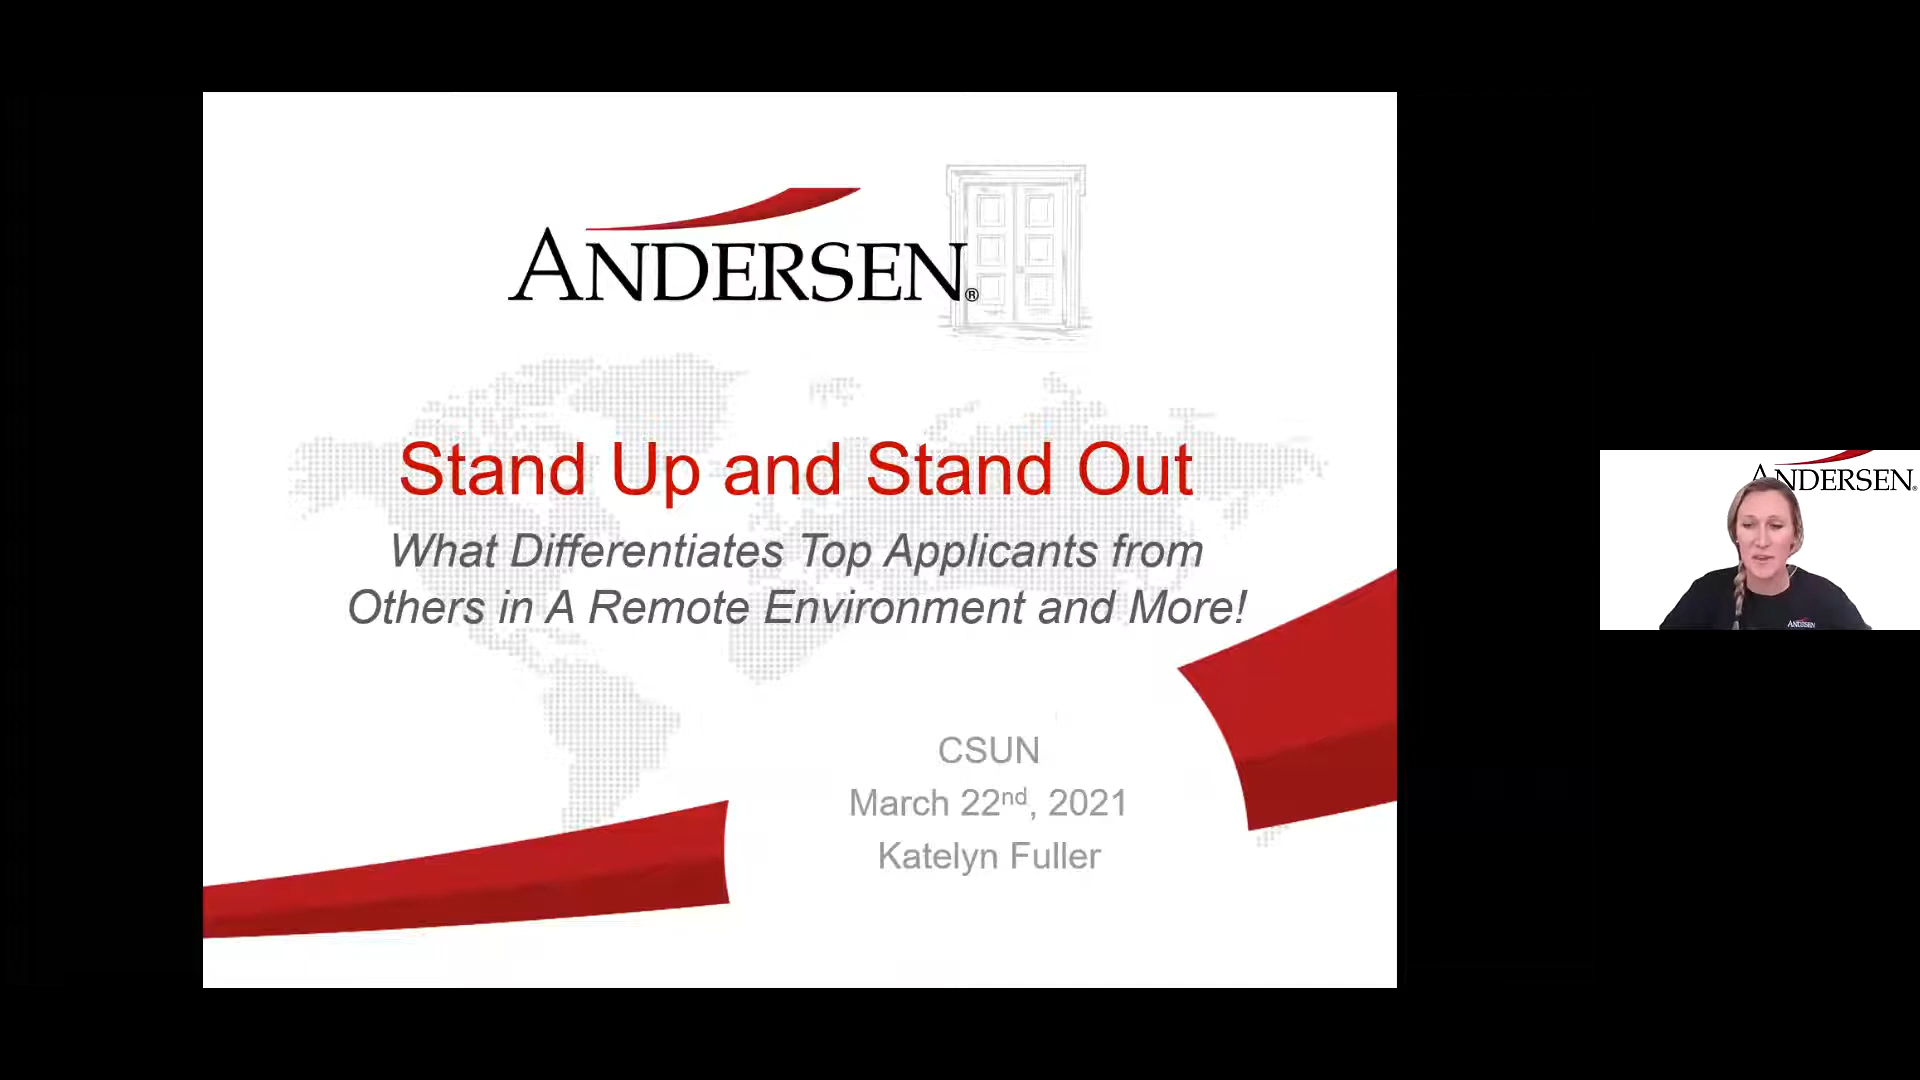 ANDERSEN®
Stand Up and Stand Out
What Differentiates Top Applicants from
Others in A Remote Environment and More!
CSUN
March 22nd, 2021
Katelyn Fuller
ANDERSEN®
ANDERSEN